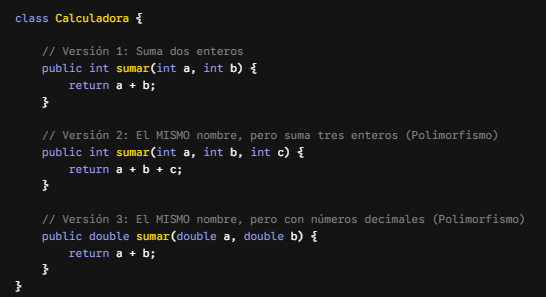 class Calculadora {
// Versión 1: Suma dos enteros
public int sumar(int a, int b) {
return a + b;
}
// Versión 2: El MISMO nombre, pero suma tres enteros (Polimorfismo)
public int sumar(int a, int b, int c) {
return a + b + c;
}
// Versión 3: El MISMO nombre, pero con números decimales (Polimorfismo)
public double sumar(double a, double b) {
return a + b;
}
}